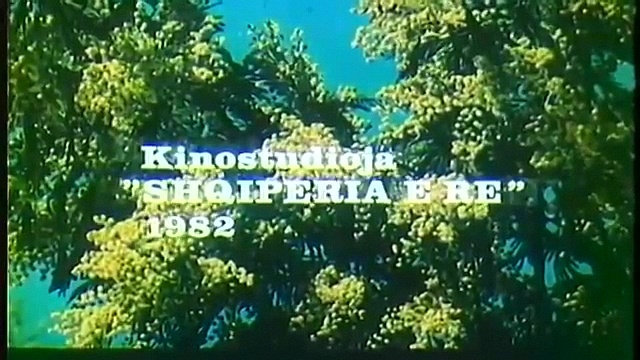 Kinostudioja
"SHQIPERIA E RE"
1982